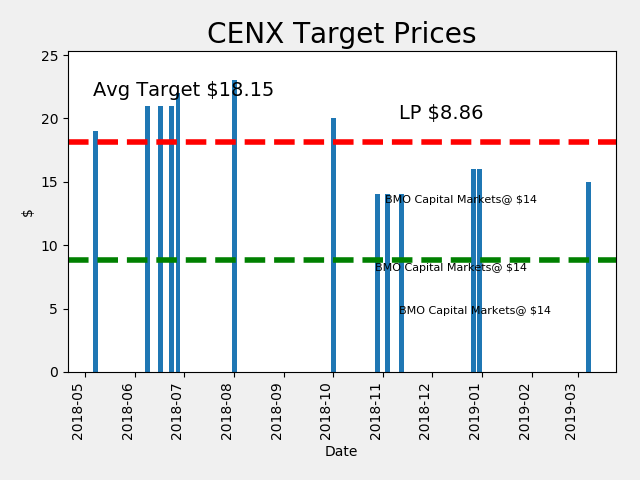 CENX Target Prices
25
Avg Target $18.15
LP $8.86
20
15
BMO Capital Markets@ $14
10
BMO Capital Markets@ $14
5
BMO Capital Markets@ $14
0
$
2018-05
2018-06
2018-07
2018-08
2018-09
2018-10
2018-11
2018-12
2019-01
2019-02
2019-03
Date